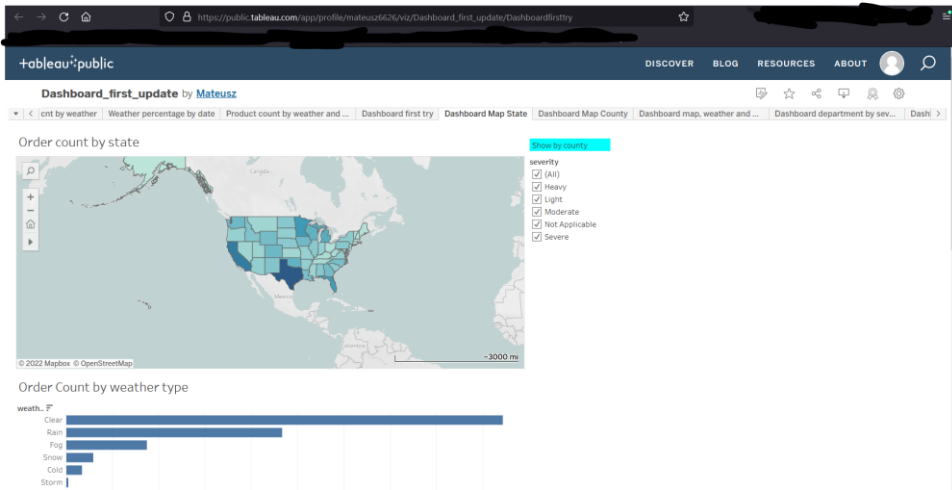 https://public.tableau.com/app/profile/mateusz6626/viz/Dashboard_first_update/Dashboardfirsttry
+ableau public
DISCOVER BLOG RESOURCES ABOUT
Dashboard_first_update by Mateusz
cnt by weather Weather percentage by date Product count by weather and ... Dashboard first try Dashboard Map State Dashboard Map County Dashboard map, weather and ... Dashboard department by sev... Dash
Order count by state
Show by county
severity
(All)
Heavy
Light
Moderate
Not Applicable
Severe
Canada
Mexico
~3000 mi
© 2022 Mapbox © OpenStreetMap
Order Count by weather type
weath..
Clear
Rain
Fog
Snow
Cold
Storm